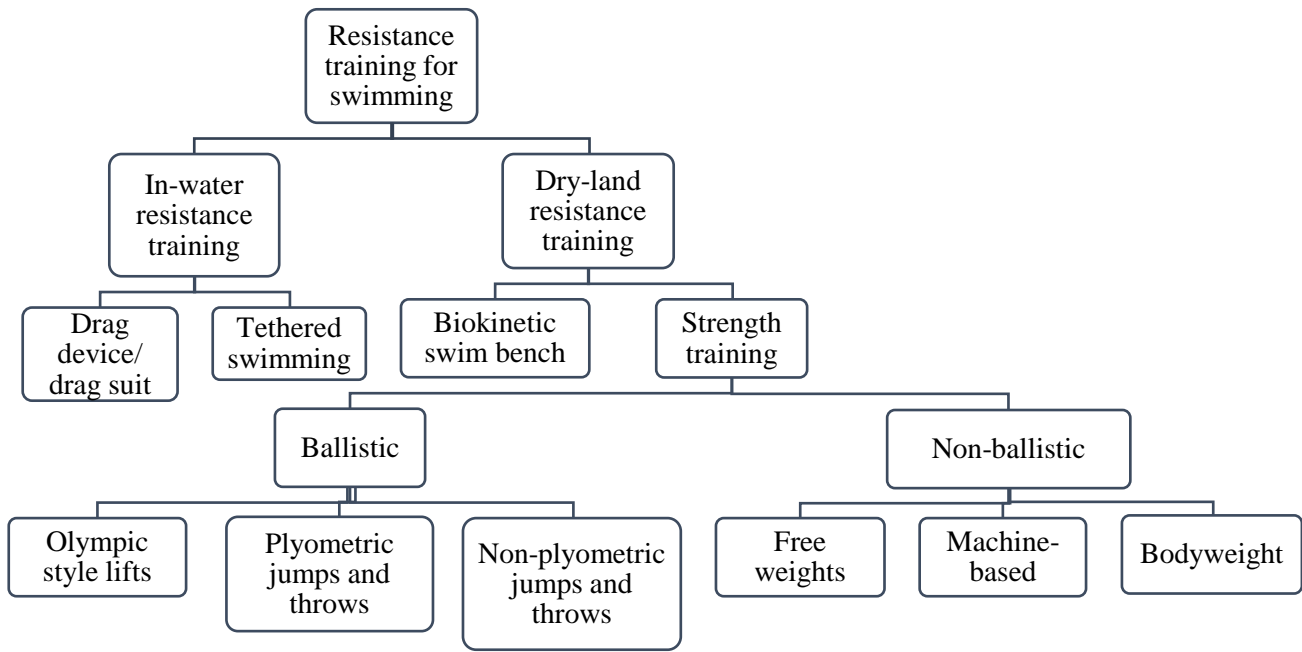 Resistance
training for
swimming
In-water
resistance
training
Dry-land
resistance
training
Drag
device/
drag suit
Tethered
swimming
Biokinetic
swim bench
Strength
training
Ballistic
Non-ballistic
Olympic
style lifts
Plyometric
jumps and
throws
Non-plyometric
jumps and
throws
Free
weights
Machine-
based
Bodyweight